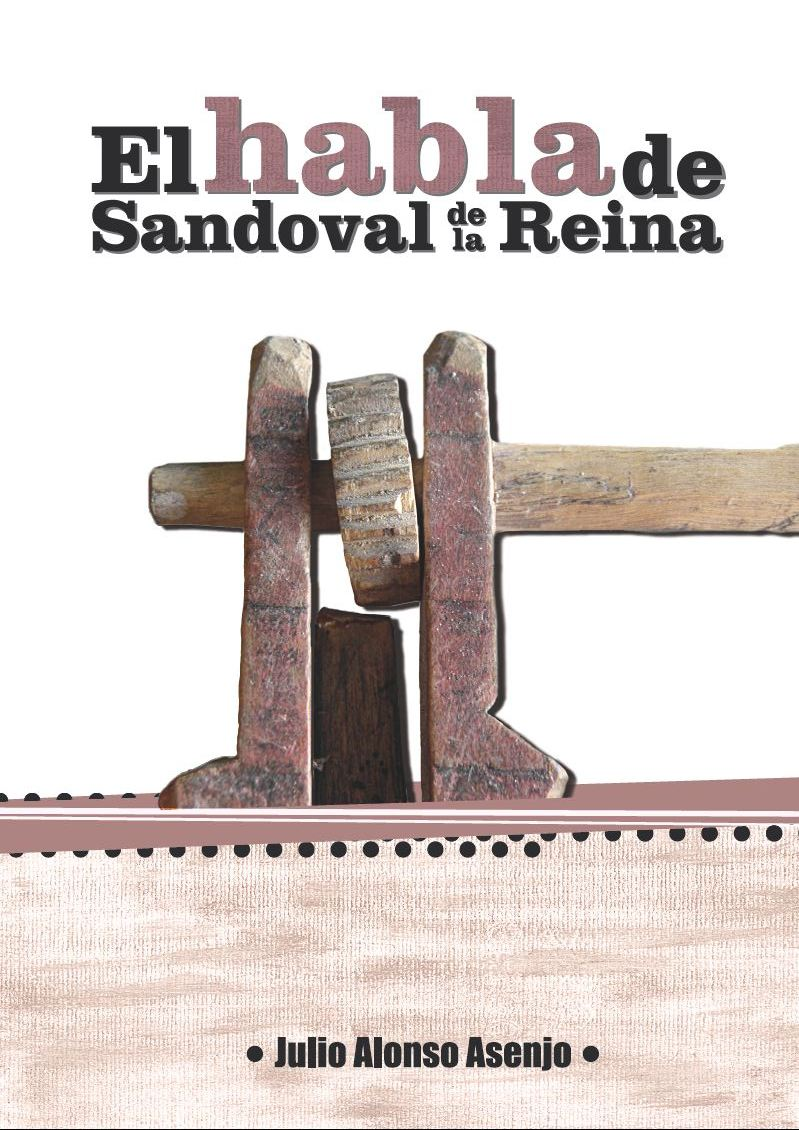 El habla de
Sandoval de la Reina
• Julio Alonso Asenjo •